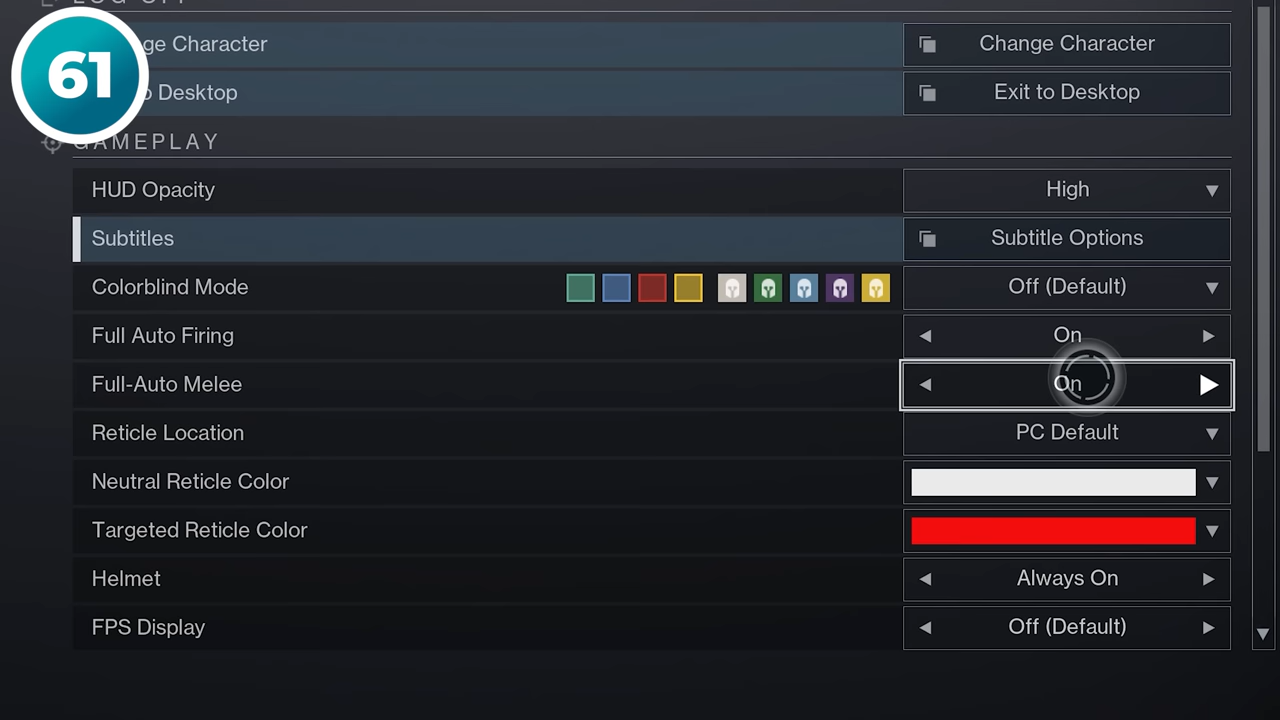 61
ge Character
Change Character
Desktop
Exit to Desktop
GAMEPLAY
HUD Opacity
High
Subtitles
Subtitle Options
Colorblind Mode
Off (Default)
Full Auto Firing
On
Full-Auto Melee
On
Reticle Location
PC Default
Neutral Reticle Color
Targeted Reticle Color
Helmet
Always On
FPS Display
Off (Default)